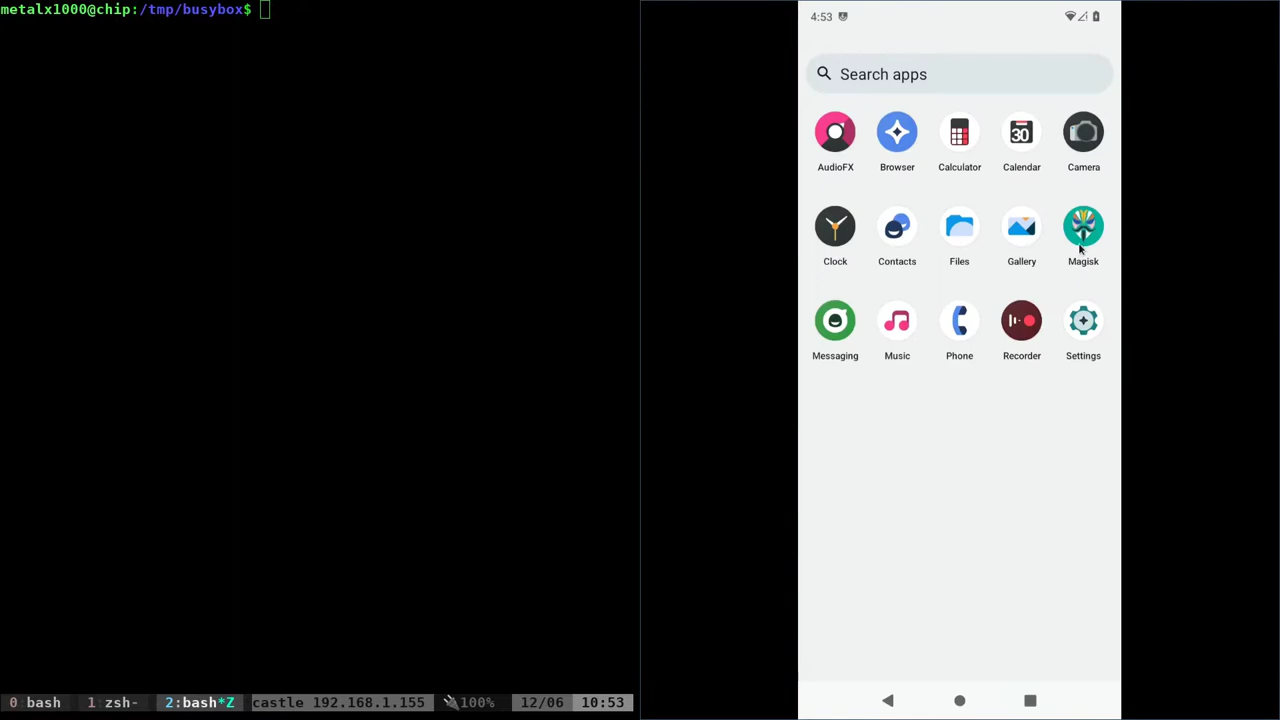 metalx1000@chip:/tmp/busybox$
0 bash 1:zsh- 2:bash*Z castle 192.168.1.155 100% 12/06 10:53
4:53
Search apps
AudioFX Browser Calculator Calendar Camera
30
Clock Contacts Files Gallery Magisk
Messaging Music Phone Recorder Settings